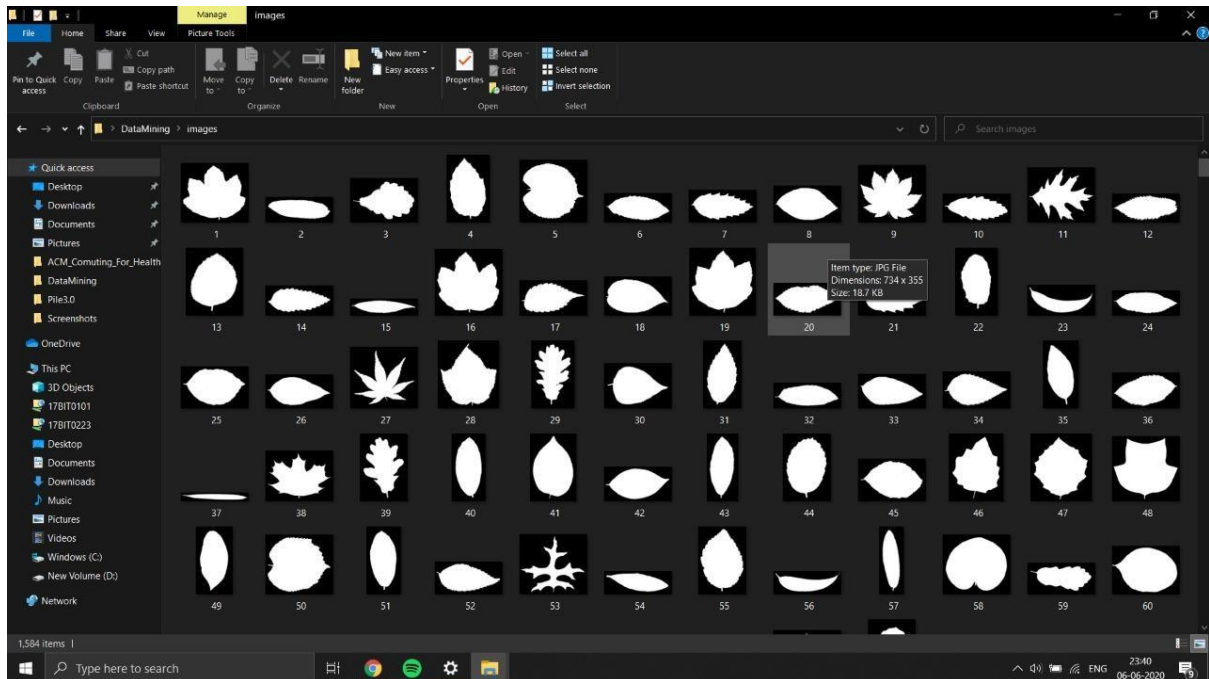 Manage images
File Home Share View Picture Tools
Pin to Quick access
Copy
Paste
Cut
Copy path
Paste shortcut
Clipboard
Move to
Copy to
Delete
Rename
Organize
New folder
New item
Easy access
New
Properties
Open
Edit
History
Open
Select all
Select none
Invert selection
Select
DataMining > images
Search images
Quick access
Desktop
Downloads
Documents
Pictures
ACM_Comuting_For_Health
DataMining
Pile3.0
Screenshots
OneDrive
This PC
3D Objects
17BIT0101
17BIT0223
Desktop
Documents
Downloads
Music
Pictures
Videos
Windows (C:)
New Volume (D:)
Network
1 2 3 4 5 6 7 8 9 10 11 12
Item type: JPG File
Dimensions: 734 x 355
Size: 18.7 KB
13 14 15 16 17 18 19 20 21 22 23 24
25 26 27 28 29 30 31 32 33 34 35 36
37 38 39 40 41 42 43 44 45 46 47 48
49 50 51 52 53 54 55 56 57 58 59 60
1,584 items
Type here to search
ENG
23:40
06-06-2020